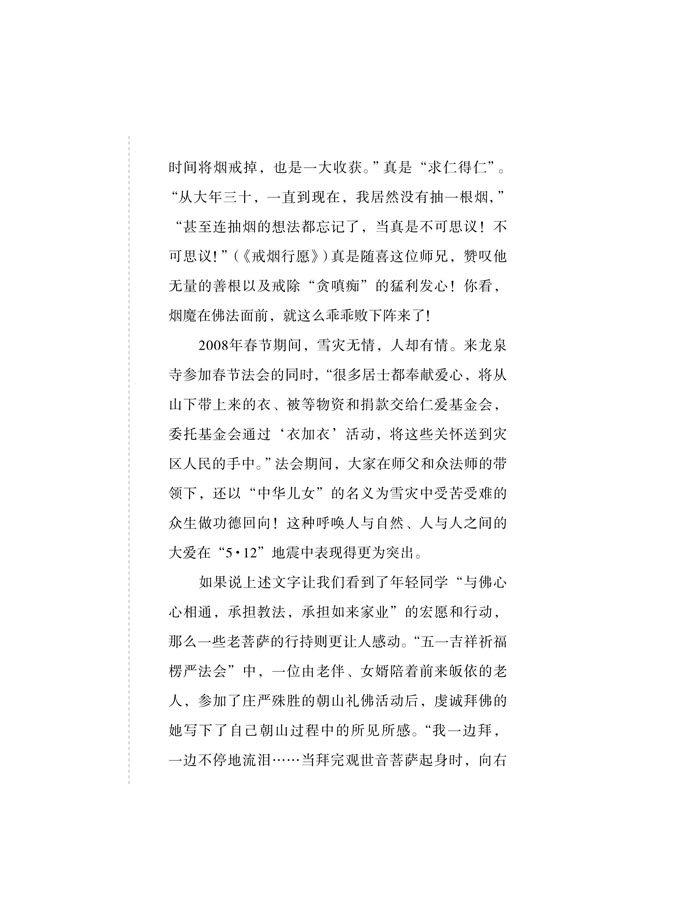 时间将烟戒掉，也是一大收获。”真是“求仁得仁”。
“从大年三十，一直到现在，我居然没有抽一根烟，”
“甚至连抽烟的想法都忘记了，当真是不可思议！不
可思议！”（《戒烟行愿》）真是随喜这位师兄，赞叹他
无量的善根以及戒除“贪嗔痴”的猛利发心！你看，
烟魔在佛法面前，就这么乖乖败下阵来了！
2008年春节期间，雪灾无情，人却有情。来龙泉
寺参加春节法会的同时，“很多居士都奉献爱心，将从
山下带上来的衣、被等物资和捐款交给仁爱基金会，
委托基金会通过‘衣加衣’活动，将这些关怀送到灾
区人民的手中。”法会期间，大家在师父和众法师的带
领下，还以“中华儿女”的名义为雪灾中受苦受难的
众生做功德回向！这种呼唤人与自然、人与人之间的
大爱在“5·12”地震中表现得更为突出。
如果说上述文字让我们看到了年轻同学“与佛心
心相通，承担教法，承担如来家业”的宏愿和行动，
那么一些老菩萨的行持则更让人感动。“五一吉祥祈福
楞严法会”中，一位由老伴、女婿陪着前来皈依的老
人，参加了庄严殊胜的朝山礼佛活动后，虔诚拜佛的
她写下了自己朝山过程中的所见所感。“我一边拜，
一边不停地流泪……当拜完观世音菩萨起身时，向右